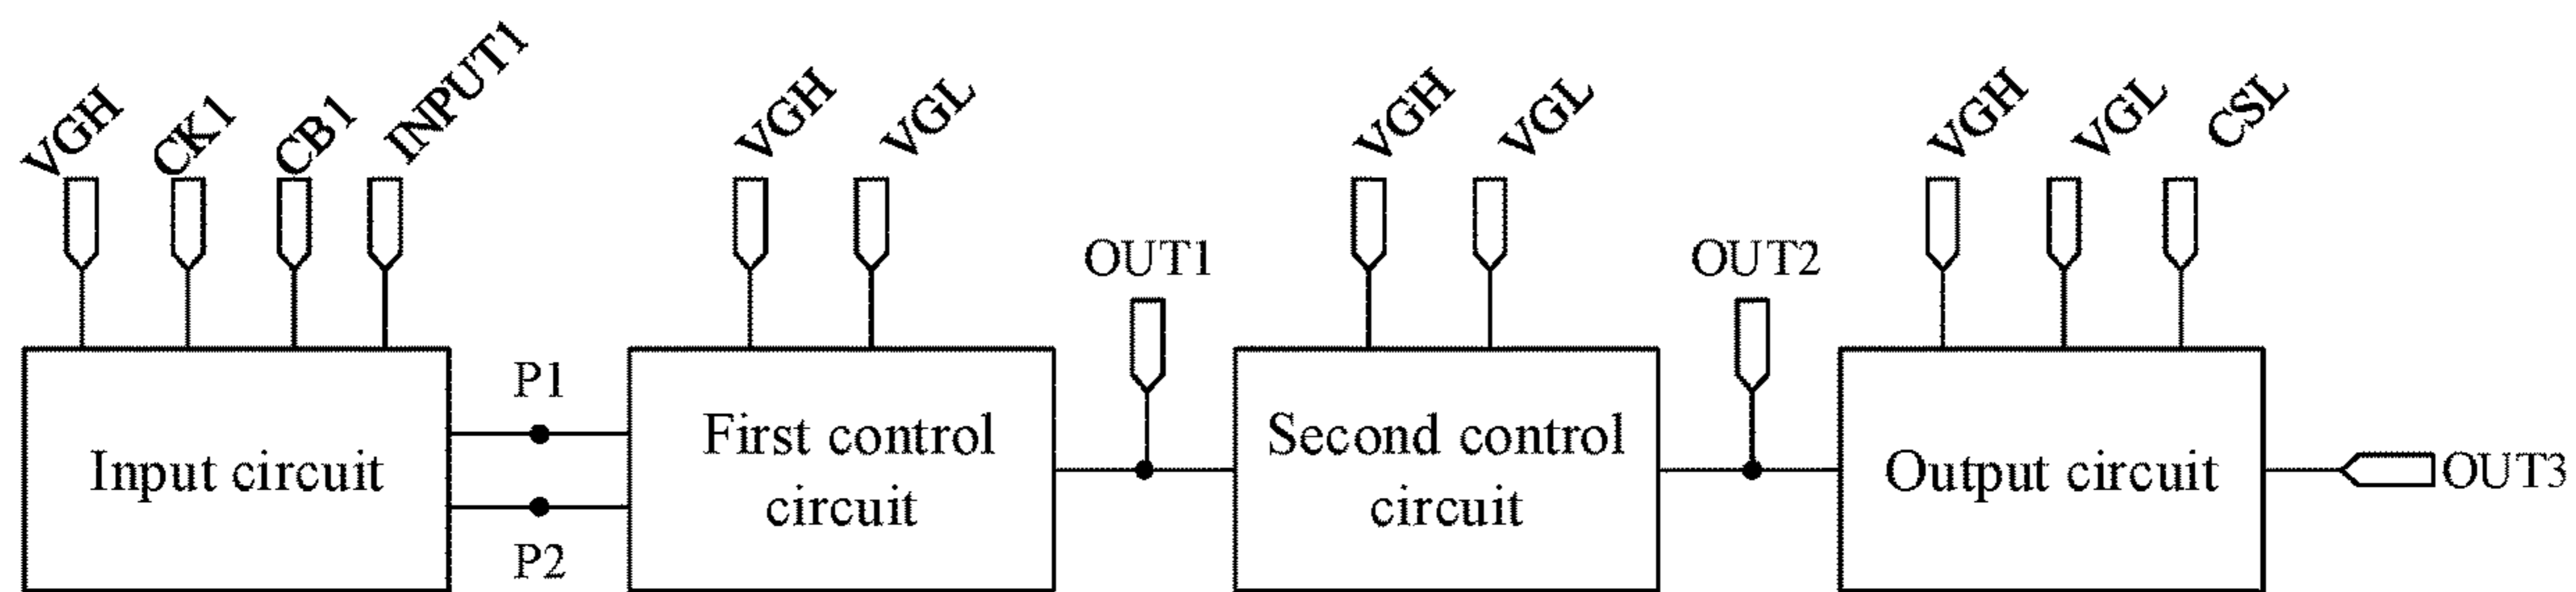 VGH
CK1
CB1
INPUT1
VGH
VGL
VGH
VGL
VGH
VGL
CSL
OUT1
OUT2
P1
P2
Input circuit
First control
circuit
Second control
circuit
Output circuit
OUT3